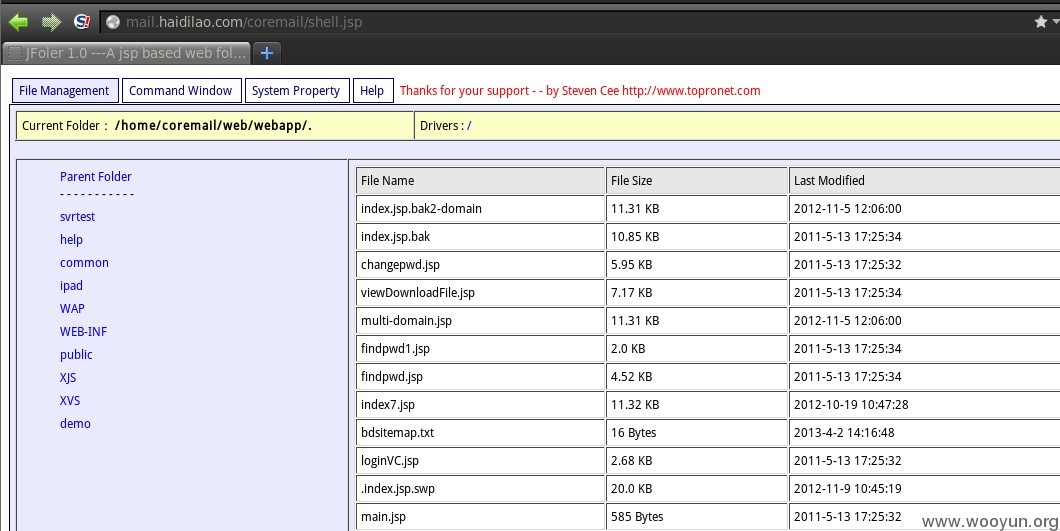 mail.haidilao.com/coremail/shell.jsp
JFoler 1.0 ---A jsp based web fol...
File Management Command Window System Property Help Thanks for your support - - by Steven Cee http://www.topronet.com
Current Folder : /home/coremail/web/webapp/. Drivers : /
Parent Folder
- - - - - - - - - - -
svrtest
help
common
ipad
WAP
WEB-INF
public
XJS
XVS
demo
File Name File Size Last Modified
index.jsp.bak2-domain 11.31 KB 2012-11-5 12:06:00
index.jsp.bak 10.85 KB 2011-5-13 17:25:34
changepwd.jsp 5.95 KB 2011-5-13 17:25:32
viewDownloadFile.jsp 7.17 KB 2011-5-13 17:25:34
multi-domain.jsp 11.31 KB 2012-11-5 12:06:00
findpwd1.jsp 2.0 KB 2011-5-13 17:25:34
findpwd.jsp 4.52 KB 2011-5-13 17:25:34
index7.jsp 11.32 KB 2012-10-19 10:47:28
bdsitemap.txt 16 Bytes 2013-4-2 14:16:48
loginVC.jsp 2.68 KB 2011-5-13 17:25:32
.index.jsp.swp 20.0 KB 2012-11-9 10:45:19
main.jsp 585 Bytes 2011-5-13 17:25:32
www.wooyun.org